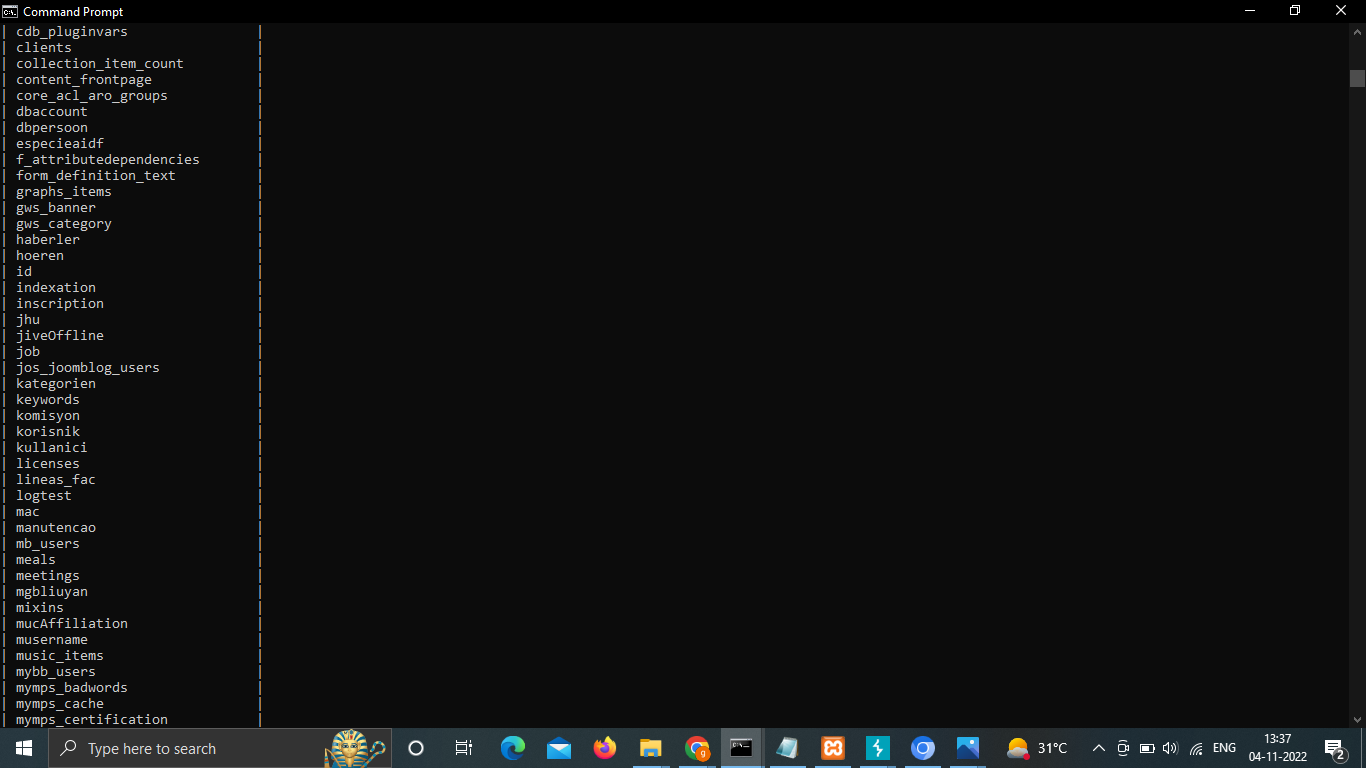 Command Prompt
| cdb_pluginvars |
| clients |
| collection_item_count |
| content_frontpage |
| core_acl_aro_groups |
| dbaccount |
| dbpersoon |
| especieaidf |
| f_attributedependencies |
| form_definition_text |
| graphs_items |
| gws_banner |
| gws_category |
| haberler |
| hoeren |
| id |
| indexation |
| inscription |
| jhu |
| jiveOffline |
| job |
| jos_joomblog_users |
| kategorien |
| keywords |
| komisyon |
| korisnik |
| kullanici |
| licenses |
| lineas_fac |
| logtest |
| mac |
| manutencao |
| mb_users |
| meals |
| meetings |
| mgbliuyan |
| mixins |
| mucAffiliation |
| musername |
| music_items |
| mybb_users |
| mymps_badwords |
| mymps_cache |
| mymps_certification |
Type here to search
31°C
ENG
13:37
04-11-2022
2